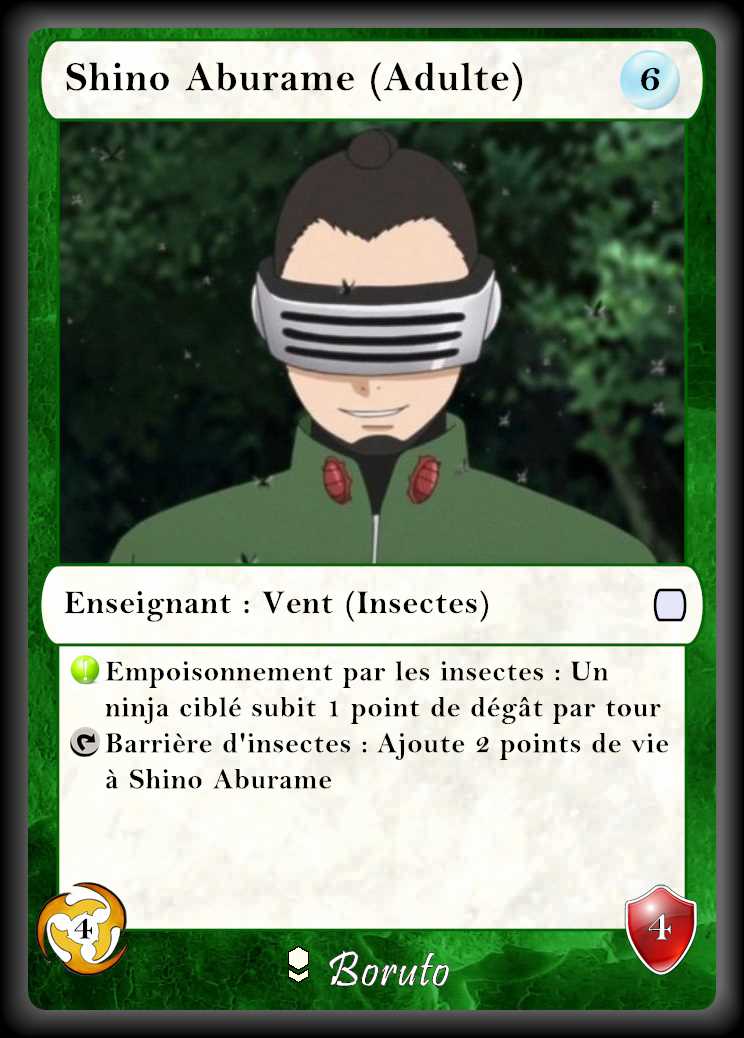 Shino Aburame (Adulte)
6
Enseignant : Vent (Insectes)
Empoisonnement par les insectes : Un
ninja ciblé subit 1 point de dégât par tour
Barrière d'insectes : Ajoute 2 points de vie
à Shino Aburame
4
4
Boruto